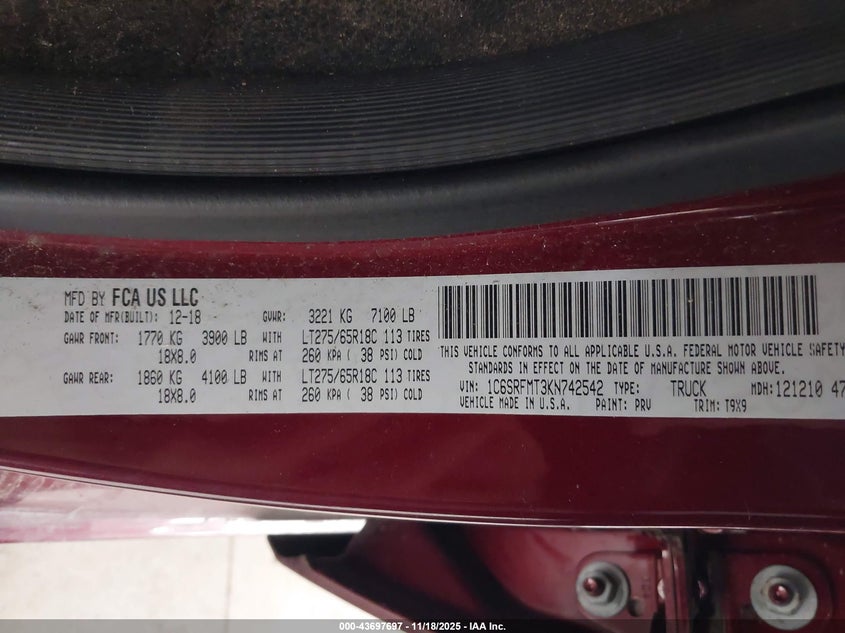 MFD BY FCA US LLC
DATE OF MFR(BUILT): 12-18 GVWR: 3221 KG 7100 LB
GAWR FRONT: 1770 KG 3900 LB WITH LT275/65R18C 113 TIRES
18X8.0 RIMS AT 260 KPA ( 38 PSI) COLD
GAWR REAR: 1860 KG 4100 LB WITH LT275/65R18C 113 TIRES
18X8.0 RIMS AT 260 KPA ( 38 PSI) COLD
THIS VEHICLE CONFORMS TO ALL APPLICABLE U.S.A. FEDERAL MOTOR VEHICLE SAFETY
STANDARDS IN EFFECT ON THE DATE OF MANUFACTURE SHOWN ABOVE.
VIN: 1C6SRFMT3KN742542 TYPE: TRUCK MDH: 121210 47
VEHICLE MADE IN U.S.A. PAINT: PRV TRIM: T9X9
000-43697697 - 11/18/2025 - IAA Inc.